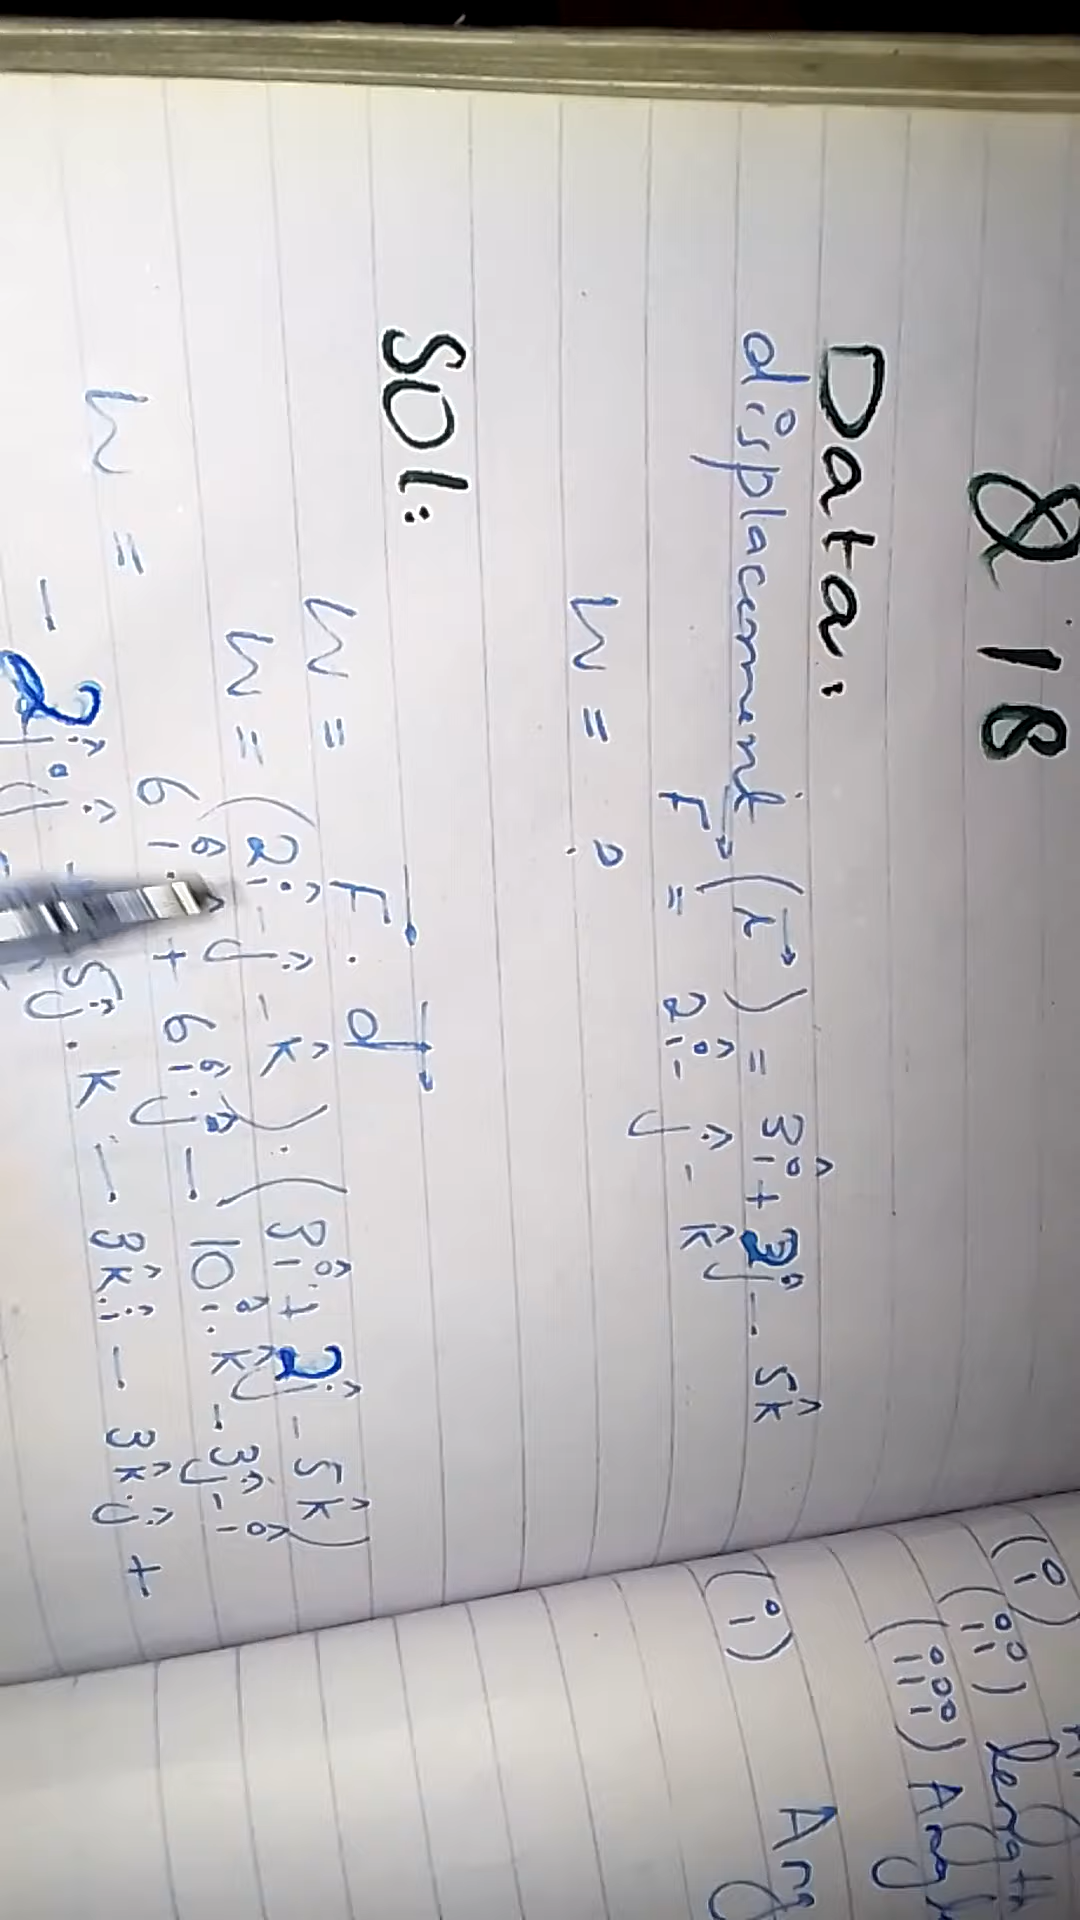 Q 18
Data:
displacement (r⃗) = 3î + 2ĵ - 5k̂
F⃗ = 2î - ĵ - k̂
W = ?
SOl:
W = F⃗ . d⃗
W = (2î - ĵ - k̂) . (3î + 2ĵ - 5k̂)
W = 6î. + 6î.ĵ - 10î.k̂ - 3ĵ - î
- 2ĵ.ĵ 5ĵ.k - 3k̂.î - 3k̂.ĵ +
(i)
(ii) length
(iii) Angl
(i) Ang